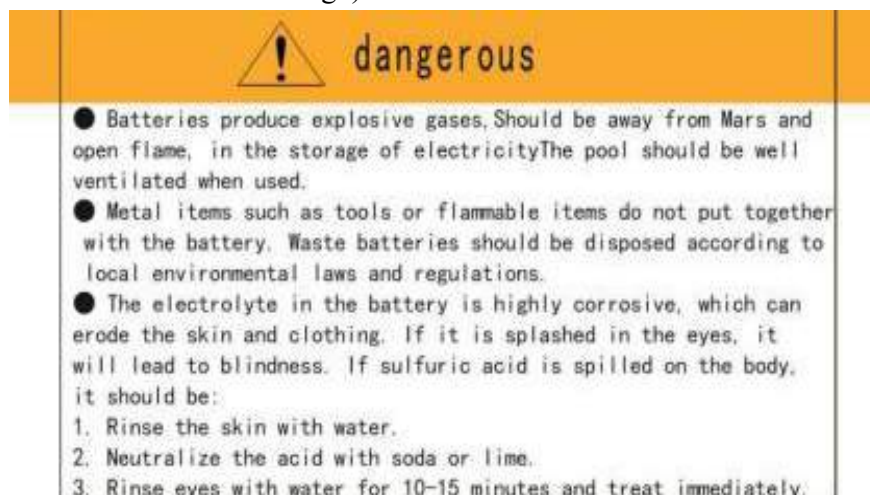 dangerous
● Batteries produce explosive gases,Should be away from Mars and
open flame, in the storage of electricityThe pool should be well
ventilated when used.
● Metal items such as tools or flammable items do not put together
with the battery. Waste batteries should be disposed according to
local environmental laws and regulations.
● The electrolyte in the battery is highly corrosive, which can
erode the skin and clothing. If it is splashed in the eyes, it
will lead to blindness. If sulfuric acid is spilled on the body,
it should be:
1. Rinse the skin with water.
2. Neutralize the acid with soda or lime.
3. Rinse eyes with water for 10-15 minutes and treat immediately.